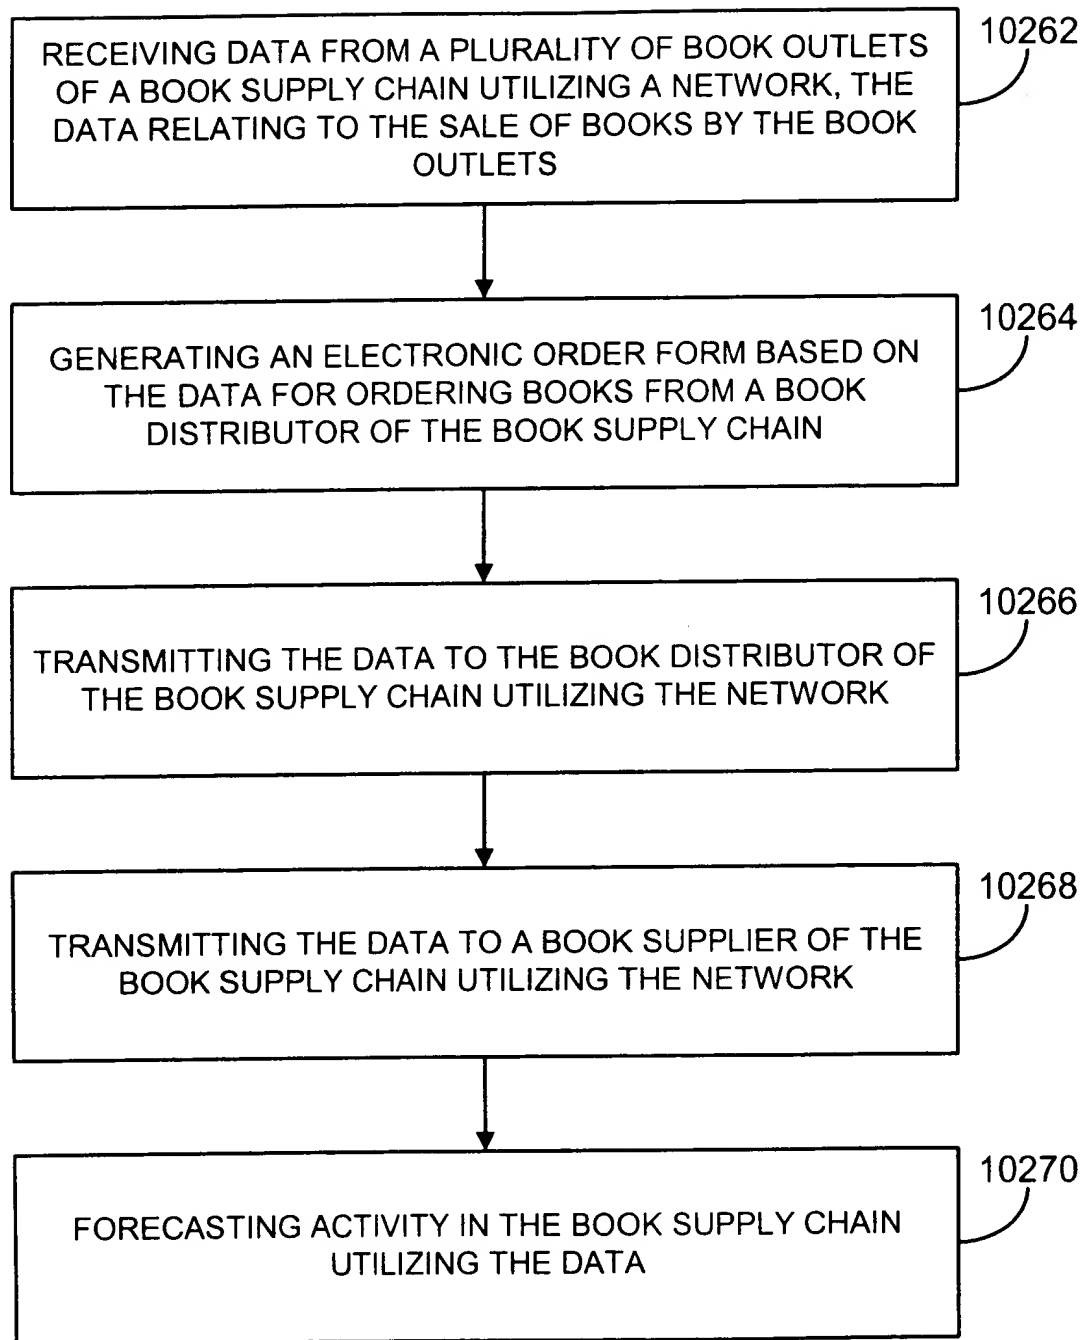 RECEIVING DATA FROM A PLURALITY OF BOOK OUTLETS
OF A BOOK SUPPLY CHAIN UTILIZING A NETWORK, THE
DATA RELATING TO THE SALE OF BOOKS BY THE BOOK
OUTLETS
10262
GENERATING AN ELECTRONIC ORDER FORM BASED ON
THE DATA FOR ORDERING BOOKS FROM A BOOK
DISTRIBUTOR OF THE BOOK SUPPLY CHAIN
10264
TRANSMITTING THE DATA TO THE BOOK DISTRIBUTOR OF
THE BOOK SUPPLY CHAIN UTILIZING THE NETWORK
10266
TRANSMITTING THE DATA TO A BOOK SUPPLIER OF THE
BOOK SUPPLY CHAIN UTILIZING THE NETWORK
10268
FORECASTING ACTIVITY IN THE BOOK SUPPLY CHAIN
UTILIZING THE DATA
10270